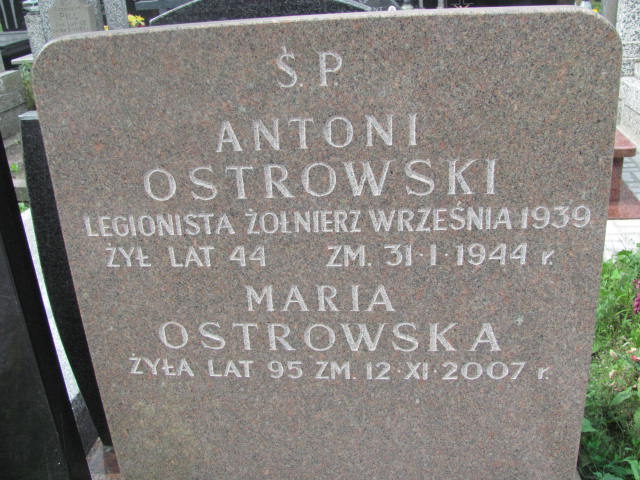 Ś.P.
ANTONI
OSTROWSKI
LEGIONISTA ŻOŁNIERZ WRZEŚNIA 1939
ŻYŁ LAT 44 ZM. 31·1·1944 r.
MARIA
OSTROWSKA
ŻYŁA LAT 95 ZM. 12·XI·2007 r.